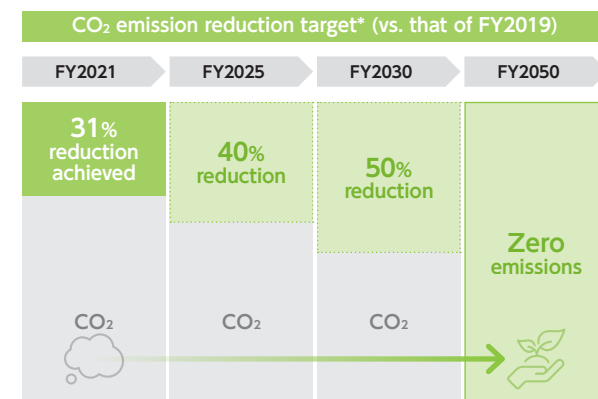 CO₂ emission reduction target* (vs. that of FY2019)
FY2021
FY2025
FY2030
FY2050
31%
reduction
achieved
40%
reduction
50%
reduction
Zero
emissions
CO₂
CO₂
CO₂